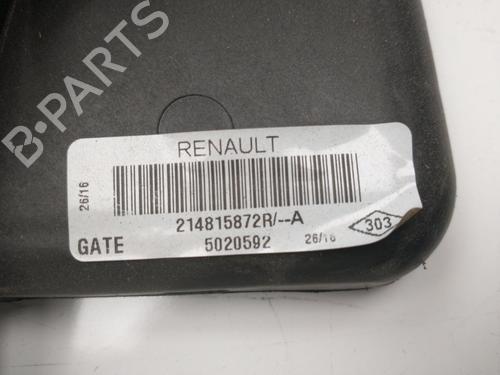 B-PARTS
RENAULT
26/16
214815872R/--A
GATE
5020592
26/16
303